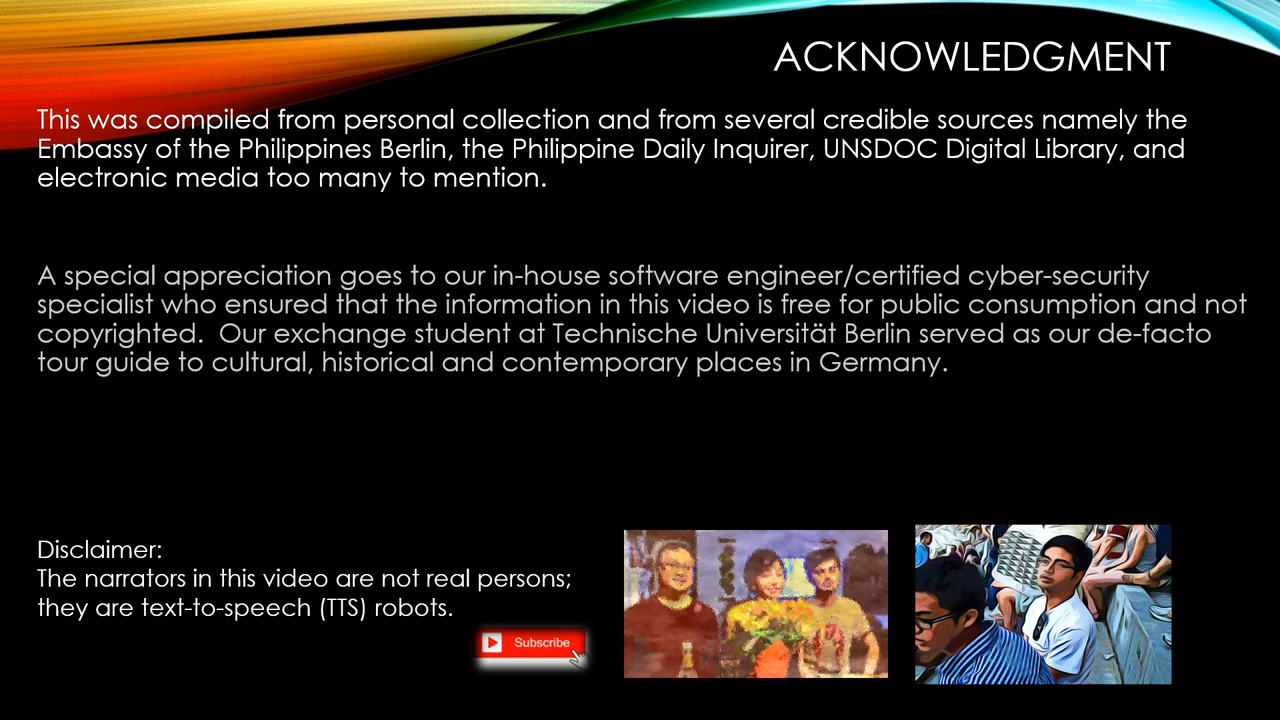 ACKNOWLEDGMENT
This was compiled from personal collection and from several credible sources namely the
Embassy of the Philippines Berlin, the Philippine Daily Inquirer, UNSDOC Digital Library, and
electronic media too many to mention.
A special appreciation goes to our in-house software engineer/certified cyber-security
specialist who ensured that the information in this video is free for public consumption and not
copyrighted.  Our exchange student at Technische Universität Berlin served as our de-facto
tour guide to cultural, historical and contemporary places in Germany.
Disclaimer:
The narrators in this video are not real persons;
they are text-to-speech (TTS) robots.
Subscribe